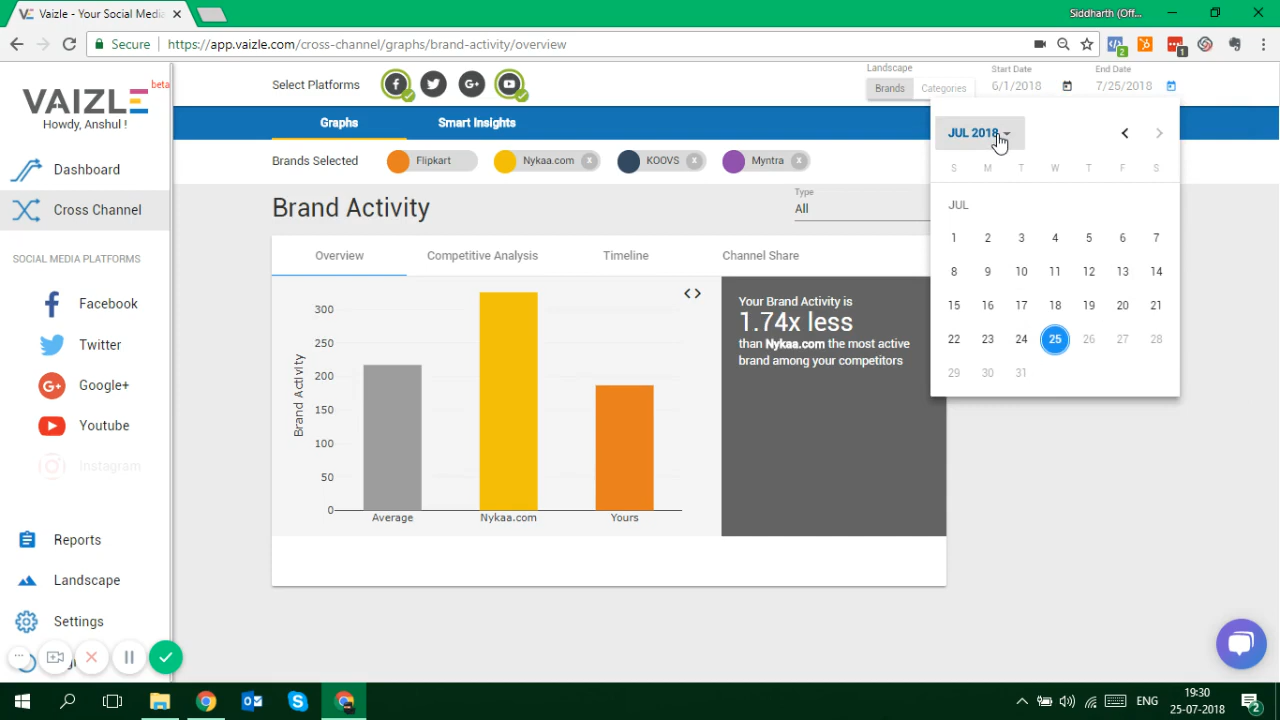 Vaizle - Your Social Media
Siddharth (Off...
Secure
https://app.vaizle.com/cross-channel/graphs/brand-activity/overview
2
1
VAIZLE
beta
Howdy, Anshul !
Dashboard
Cross Channel
SOCIAL MEDIA PLATFORMS
Facebook
Twitter
Google+
Youtube
Instagram
Reports
Landscape
Settings
Select Platforms
Landscape
Brands
Categories
Start Date
6/1/2018
End Date
7/25/2018
Graphs
Smart Insights
Brands Selected
Flipkart
Nykaa.com x
KOOVS x
Myntra x
Brand Activity
Type
All
Overview
Competitive Analysis
Timeline
Channel Share
Brand Activity
300
250
200
150
100
50
0
Average
Nykaa.com
Yours
Your Brand Activity is
1.74x less
than Nykaa.com the most active
brand among your competitors
JUL 2018
S M T W T F S
JUL
1 2 3 4 5 6 7
8 9 10 11 12 13 14
15 16 17 18 19 20 21
22 23 24 25 26 27 28
29 30 31
ENG
19:30
25-07-2018
2